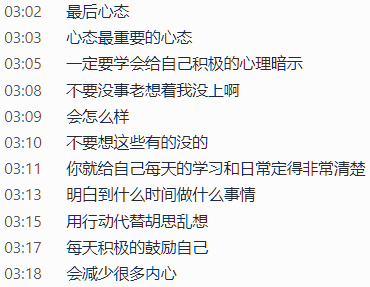 03:02 最后心态
03:03 心态最重要的心态
03:05 一定要学会给自己积极的心理暗示
03:08 不要没事老想着我没上啊
03:09 会怎么样
03:10 不要想这些有的没的
03:11 你就给自己每天的学习和日常定得非常清楚
03:13 明白到什么时间做什么事情
03:15 用行动代替胡思乱想
03:17 每天积极的鼓励自己
03:18 会减少很多内心